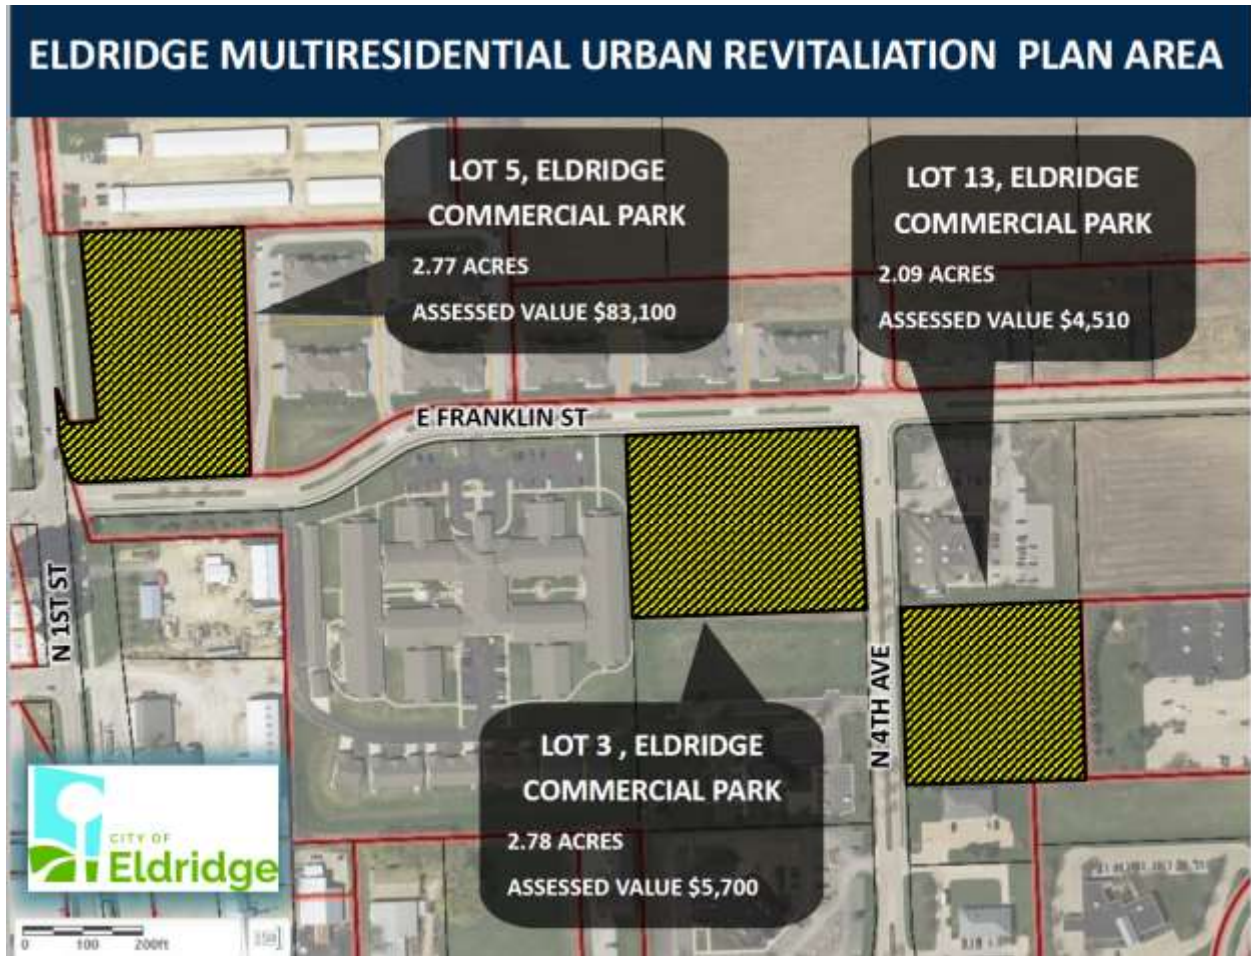 ELDRIDGE MULTIRESIDENTIAL URBAN REVITALIATION PLAN AREA
LOT 5, ELDRIDGE
COMMERCIAL PARK
2.77 ACRES
ASSESSED VALUE $83,100
LOT 13, ELDRIDGE
COMMERCIAL PARK
2.09 ACRES
ASSESSED VALUE $4,510
E FRANKLIN ST
N 1ST ST
N 4TH AVE
LOT 3 , ELDRIDGE
COMMERCIAL PARK
2.78 ACRES
ASSESSED VALUE $5,700
CITY OF
Eldridge
0 100 200ft